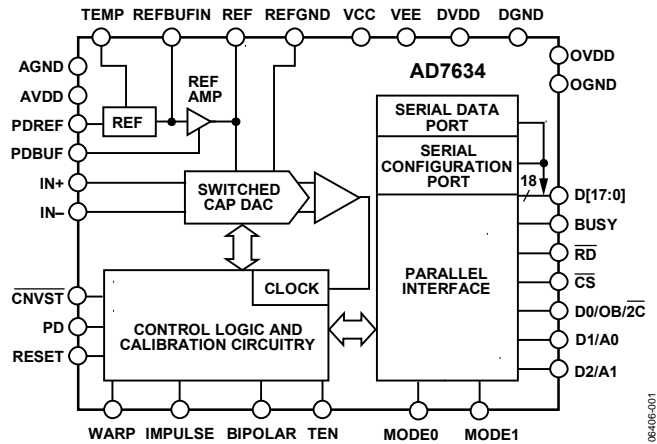 TEMP REFBUFIN REF REFGND VCC VEE DVDD DGND
AGND
AVDD
PDREF
PDBUF
IN+
IN–
CNVST
PD
RESET
REF
REF
AMP
SWITCHED
CAP DAC
CLOCK
CONTROL LOGIC AND
CALIBRATION CIRCUITRY
AD7634
SERIAL DATA
PORT
SERIAL
CONFIGURATION
PORT
18
PARALLEL
INTERFACE
OVDD
OGND
D[17:0]
BUSY
RD
CS
D0/OB/2C
D1/A0
D2/A1
WARP IMPULSE BIPOLAR TEN MODE0 MODE1
06406-001